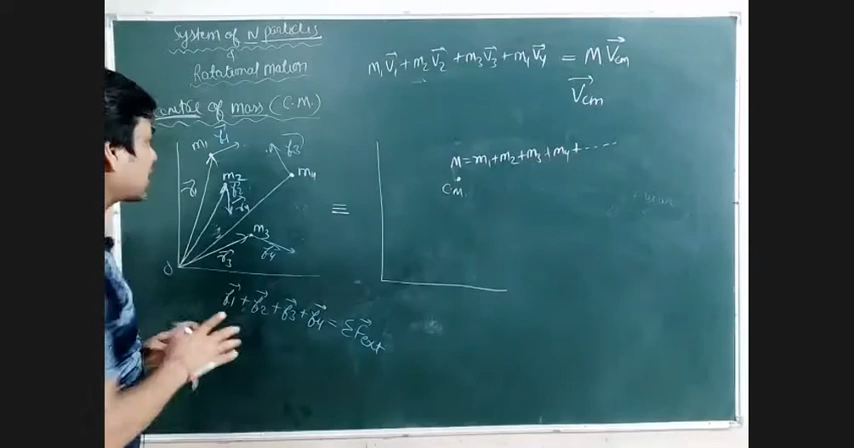 System of N particles
&
Rotational motion
Centre of mass (C.M.)
m₁v⃗₁ + m₂v⃗₂ + m₃v⃗₃ + m₄v⃗₄ = MV⃗cm
V⃗cm
M = m₁+m₂+m₃+m₄+.....
C.M.
m₁ f⃗₁
f⃗₃
m₂
f⃗₂
m₄
r⃗₁
r⃗₄
m₃
r⃗₃
f⃗₄
O
≡
f⃗₁ + f⃗₂ + f⃗₃ + f⃗₄ = ΣF⃗ext